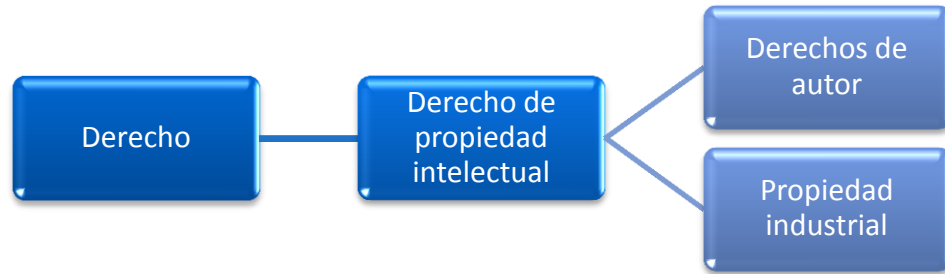 Derecho
Derecho de
propiedad
intelectual
Derechos de
autor
Propiedad
industrial